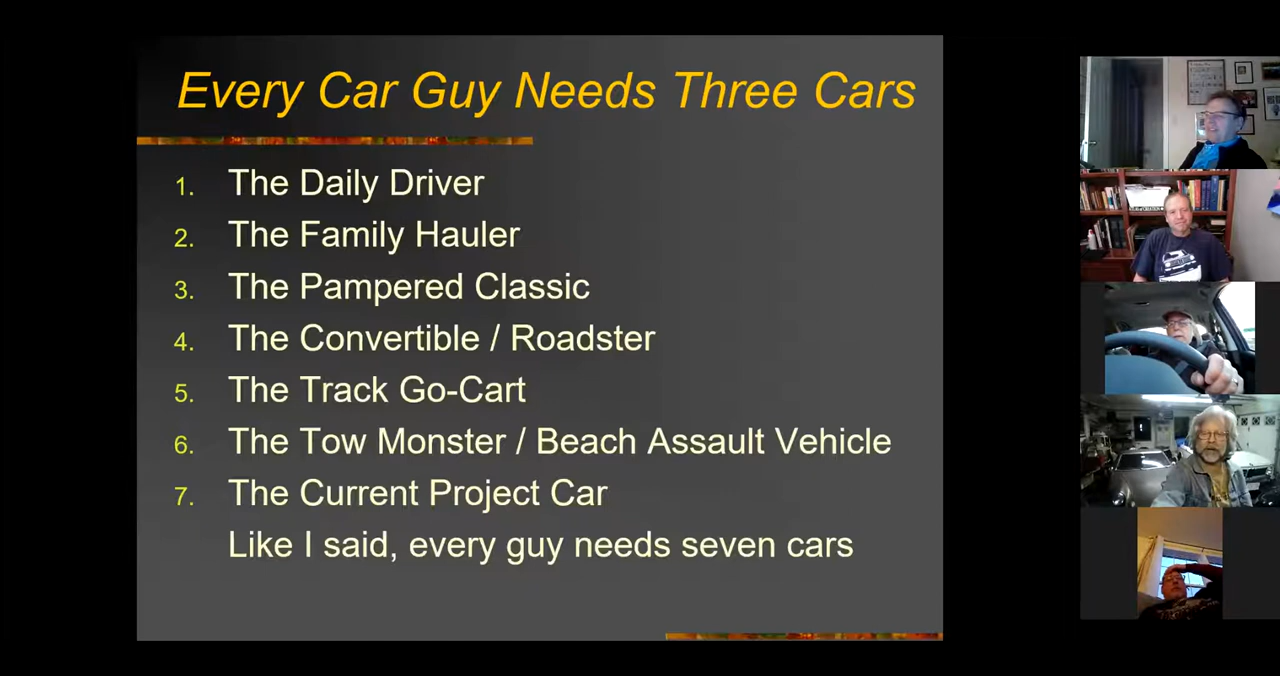 Every Car Guy Needs Three Cars
1. The Daily Driver
2. The Family Hauler
3. The Pampered Classic
4. The Convertible / Roadster
5. The Track Go-Cart
6. The Tow Monster / Beach Assault Vehicle
7. The Current Project Car
Like I said, every guy needs seven cars